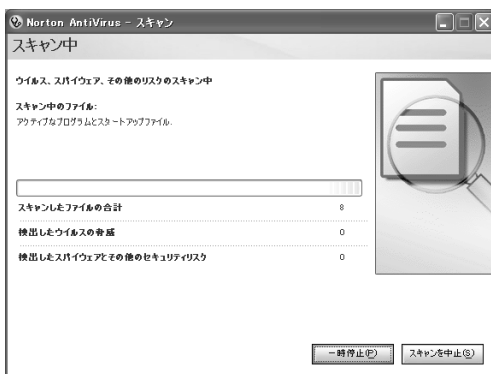 Norton AntiVirus - スキャン
スキャン中
ウイルス、スパイウェア、その他のリスクのスキャン中
スキャン中のファイル:
アクティブなプログラムとスタートアップファイル.
スキャンしたファイルの合計 8
検出したウイルスの脅威 0
検出したスパイウェアとその他のセキュリティリスク 0
一時停止(P) スキャンを中止(S)